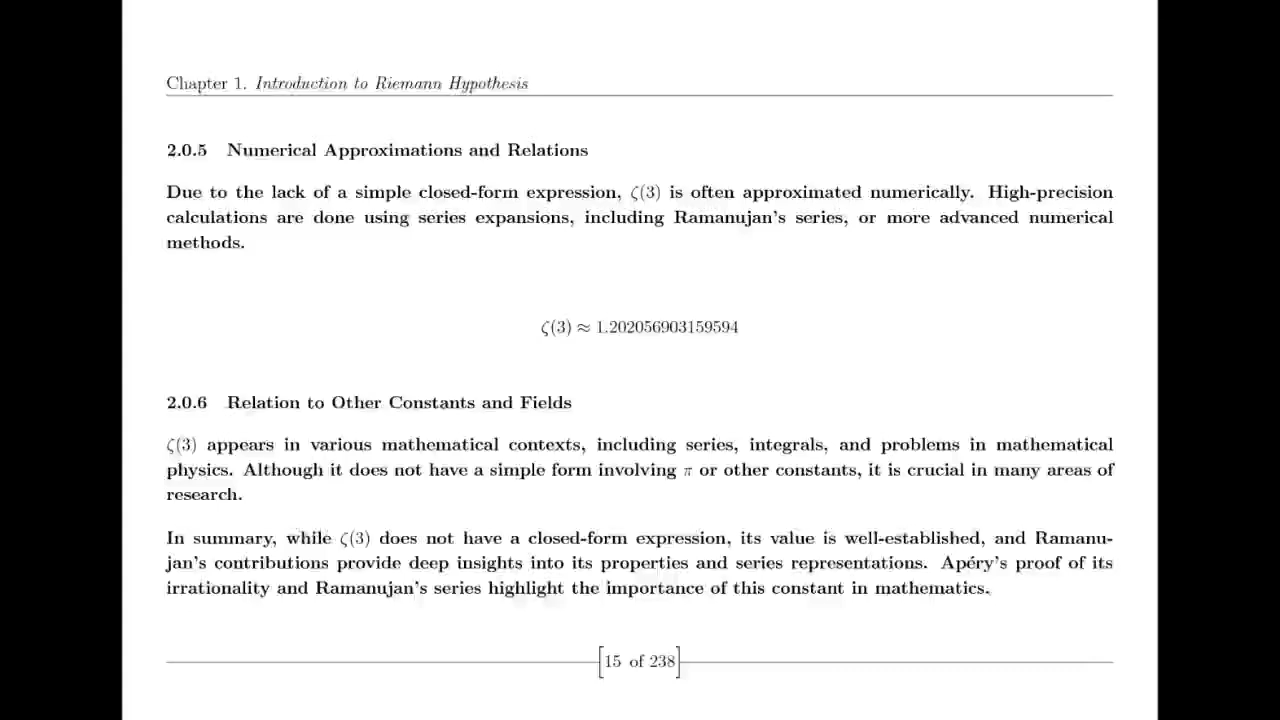 Chapter 1. Introduction to Riemann Hypothesis
2.0.5 Numerical Approximations and Relations
Due to the lack of a simple closed-form expression, ζ(3) is often approximated numerically. High-precision
calculations are done using series expansions, including Ramanujan's series, or more advanced numerical
methods.
ζ(3) ≈ 1.202056903159594
2.0.6 Relation to Other Constants and Fields
ζ(3) appears in various mathematical contexts, including series, integrals, and problems in mathematical
physics. Although it does not have a simple form involving π or other constants, it is crucial in many areas of
research.
In summary, while ζ(3) does not have a closed-form expression, its value is well-established, and Ramanu-
jan's contributions provide deep insights into its properties and series representations. Apéry's proof of its
irrationality and Ramanujan's series highlight the importance of this constant in mathematics.
[15 of 238]